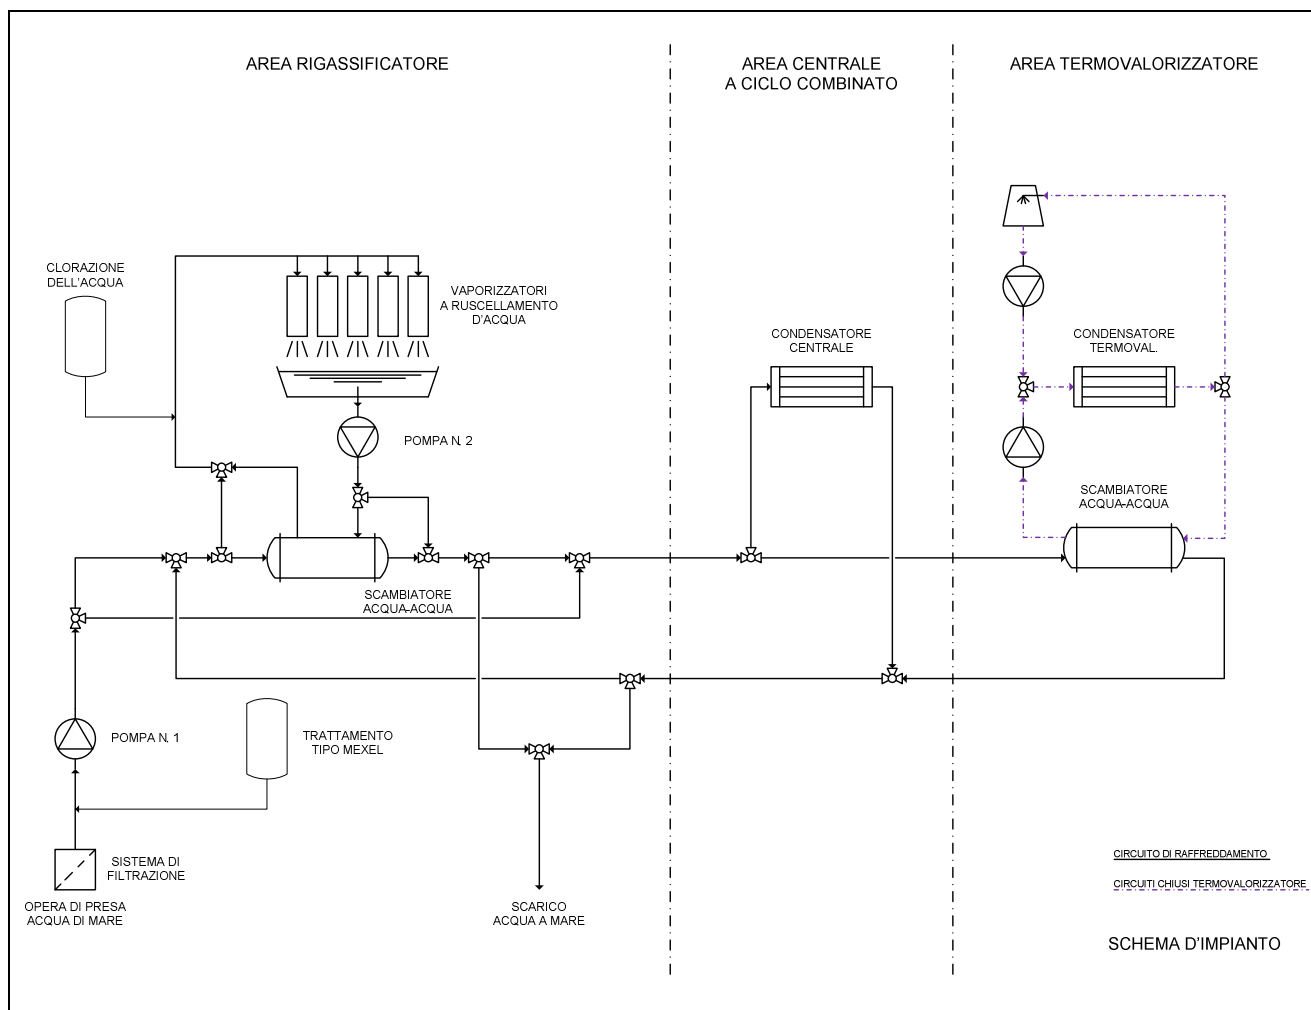 AREA RIGASSIFICATORE
AREA CENTRALE
A CICLO COMBINATO
AREA TERMOVALORIZZATORE
CLORAZIONE
DELL'ACQUA
VAPORIZZATORI
A RUSCELLAMENTO
D'ACQUA
CONDENSATORE
CENTRALE
CONDENSATORE
TERMOVAL.
POMPA N. 2
SCAMBIATORE
ACQUA-ACQUA
SCAMBIATORE
ACQUA-ACQUA
POMPA N. 1
TRATTAMENTO
TIPO MEXEL
SISTEMA DI
FILTRAZIONE
OPERA DI PRESA
ACQUA DI MARE
SCARICO
ACQUA A MARE
CIRCUITO DI RAFFREDDAMENTO
CIRCUITI CHIUSI TERMOVALORIZZATORE
SCHEMA D'IMPIANTO